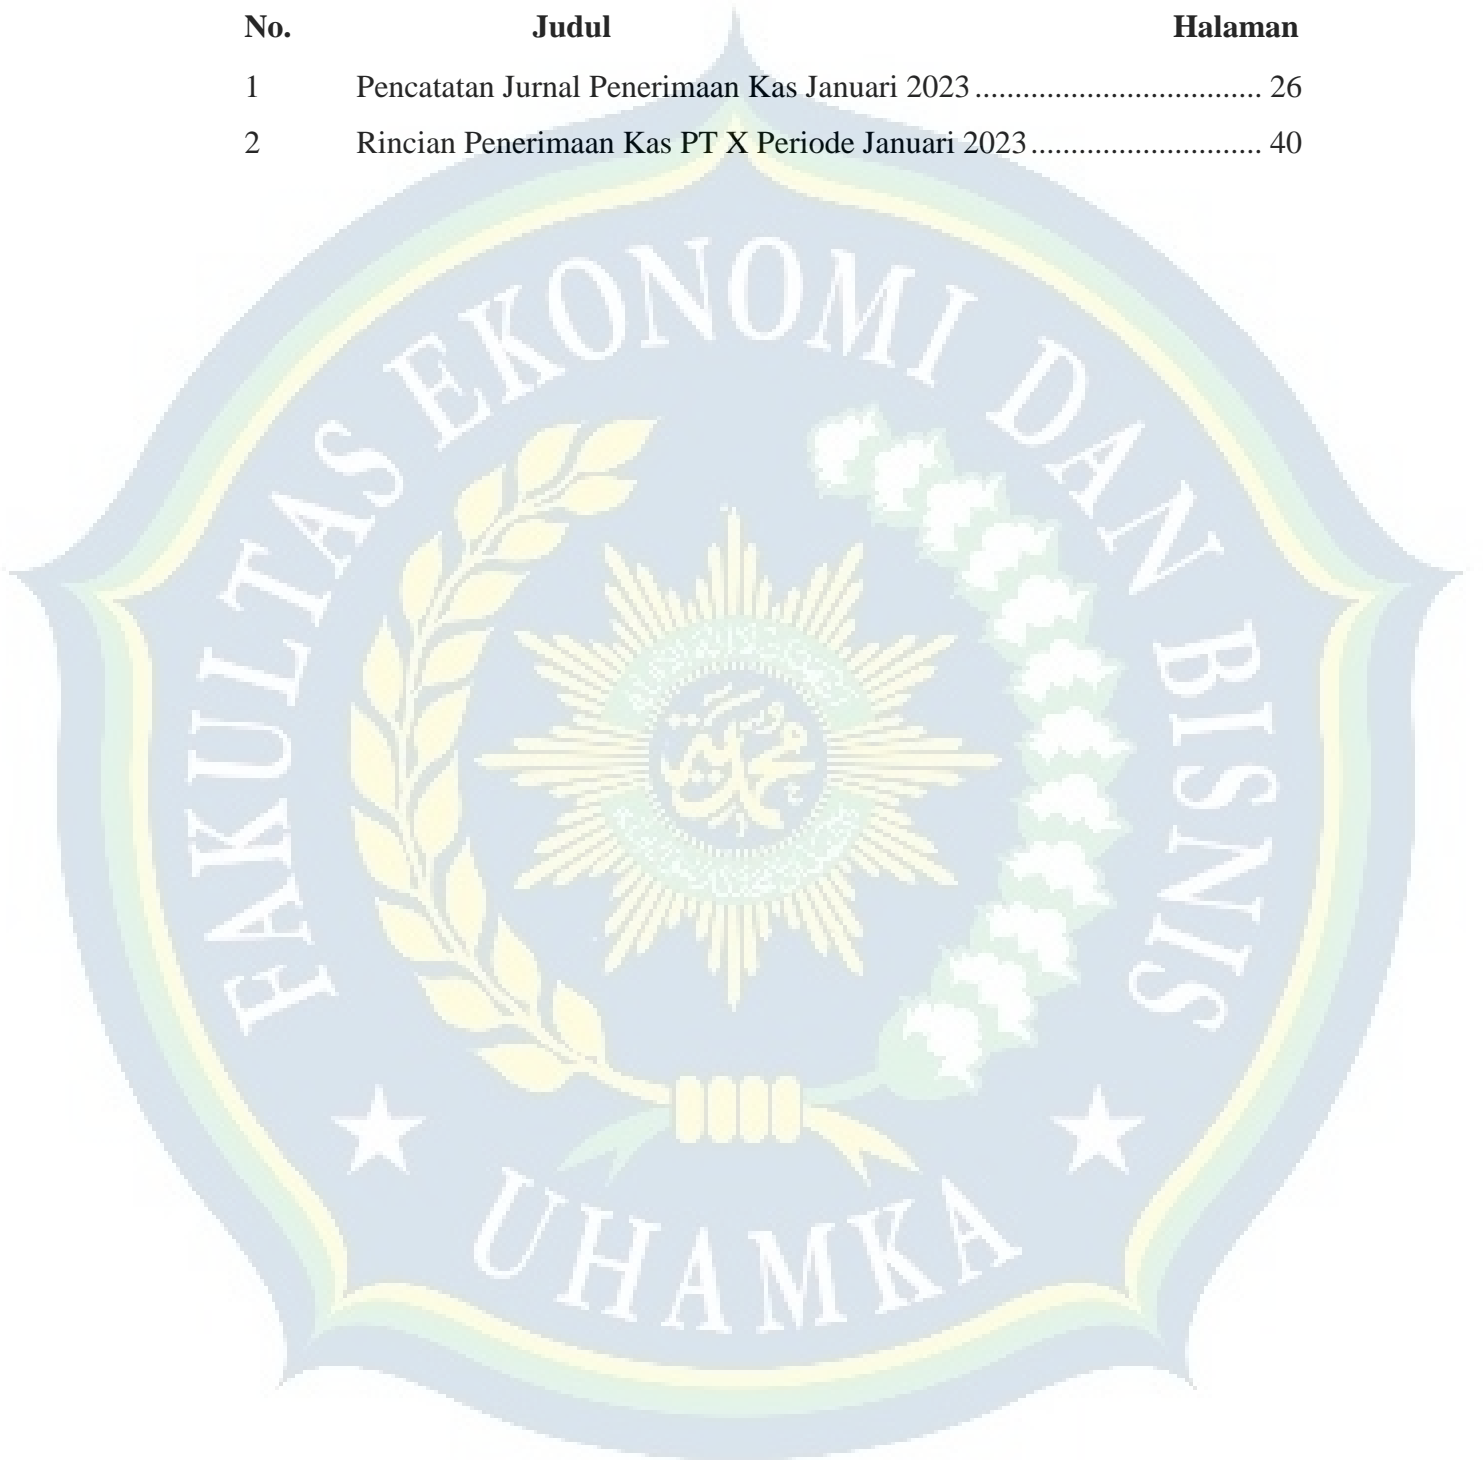 No. Judul Halaman
1 Pencatatan Jurnal Penerimaan Kas Januari 2023.................................... 26
2 Rincian Penerimaan Kas PT X Periode Januari 2023............................. 40
FAKULTAS EKONOMI DAN BISNIS
UHAMKA